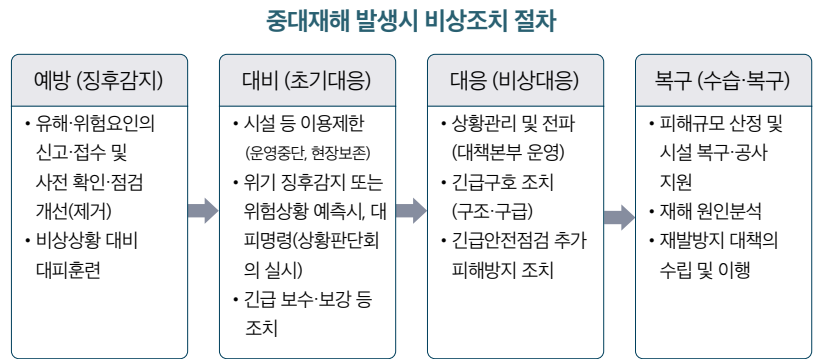 중대재해 발생시 비상조치 절차
예방 (징후감지)
• 유해·위험요인의
신고·접수 및
사전 확인·점검
개선(제거)
• 비상상황 대비
대피훈련
대비 (초기대응)
• 시설 등 이용제한
(운영중단, 현장보존)
• 위기 징후감지 또는
위험상황 예측시, 대
피명령(상황판단회
의 실시)
• 긴급 보수·보강 등
조치
대응 (비상대응)
• 상황관리 및 전파
(대책본부 운영)
• 긴급구호 조치
(구조·구급)
• 긴급안전점검 추가
피해방지 조치
복구 (수습·복구)
• 피해규모 산정 및
시설 복구·공사
지원
• 재해 원인분석
• 재발방지 대책의
수립 및 이행